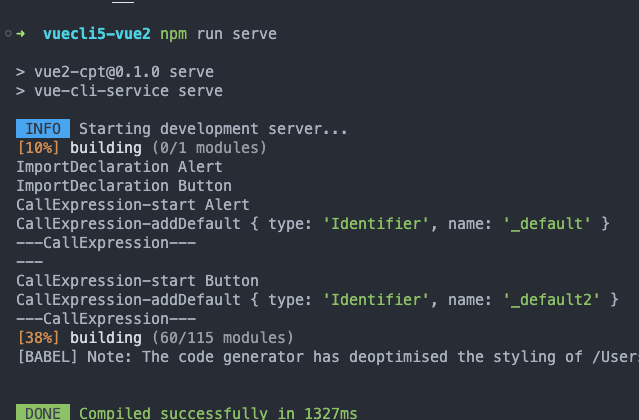 ➜ vuecli5-vue2 npm run serve
> vue2-cpt@0.1.0 serve
> vue-cli-service serve
INFO Starting development server...
[10%] building (0/1 modules)
ImportDeclaration Alert
ImportDeclaration Button
CallExpression-start Alert
CallExpression-addDefault { type: 'Identifier', name: '_default' }
---CallExpression---
---
CallExpression-start Button
CallExpression-addDefault { type: 'Identifier', name: '_default2' }
---CallExpression---
[38%] building (60/115 modules)
[BABEL] Note: The code generator has deoptimised the styling of /Users
DONE Compiled successfully in 1327ms